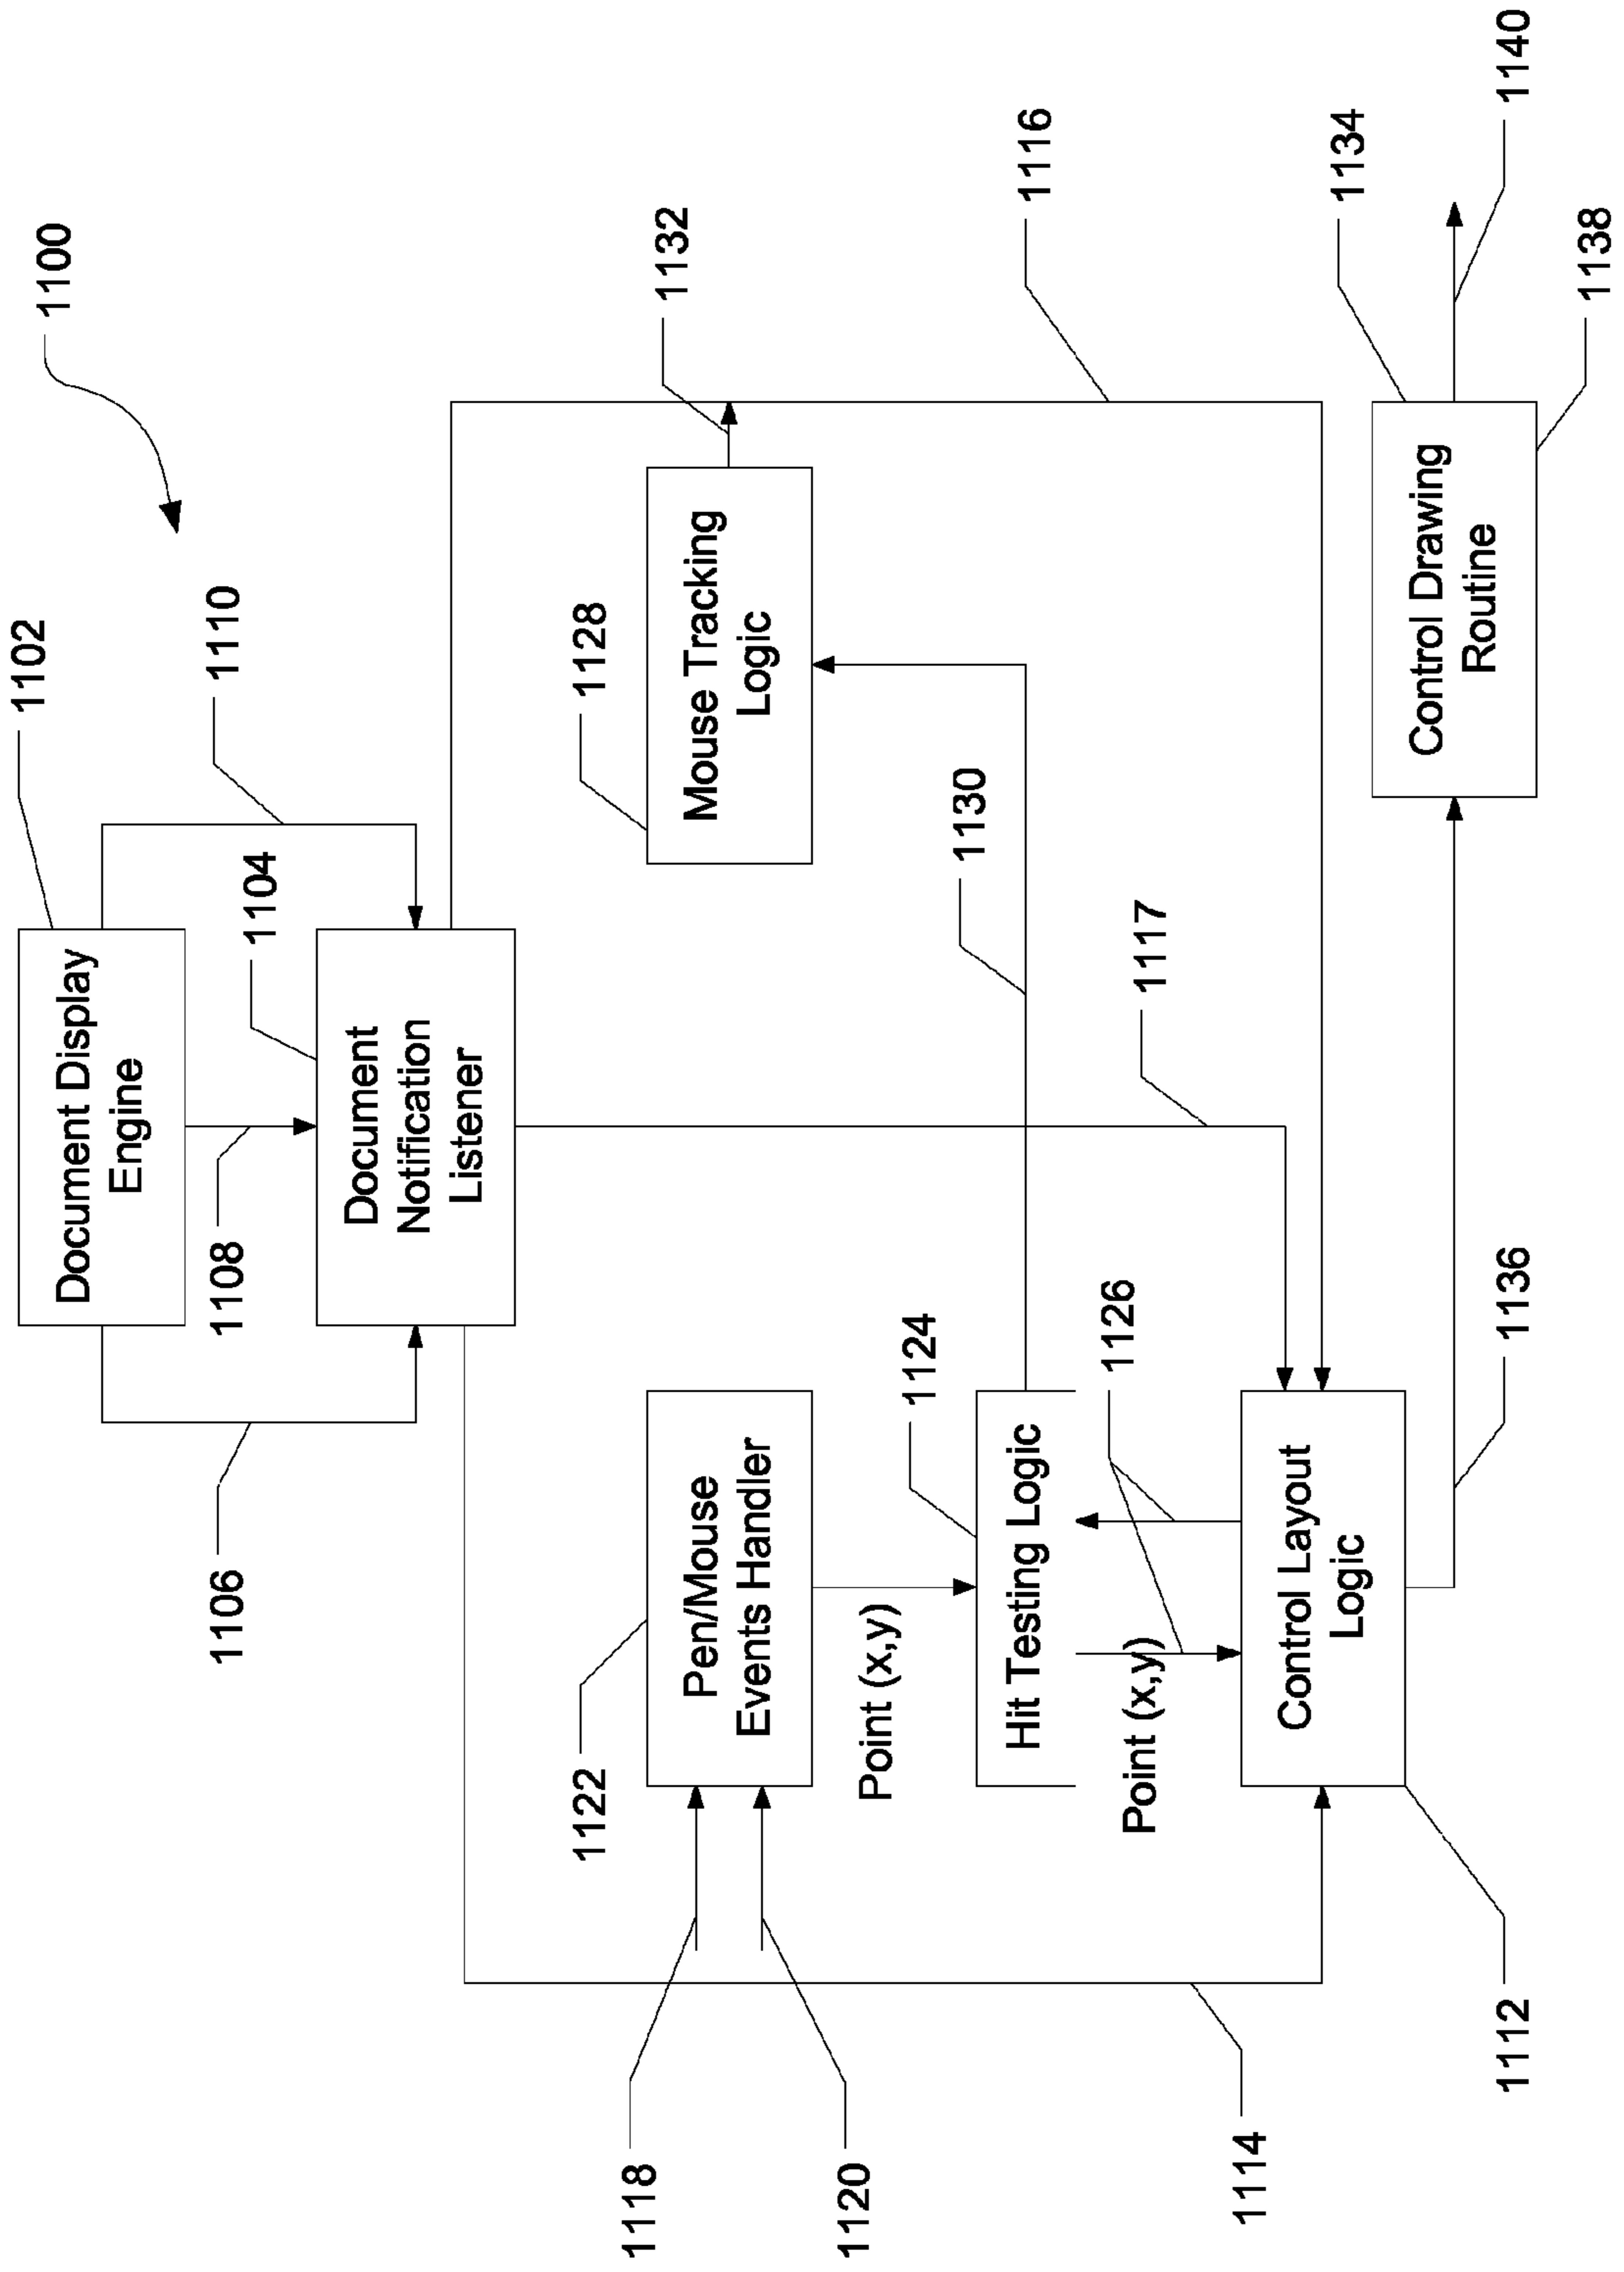 1100
1102
Document Display
Engine
1106
1108
1110
1104
Document
Notification
Listener
1122
Pen/Mouse
Events Handler
1118
1120
Point (x,y)
1128
Mouse Tracking
Logic
1132
1124
Hit Testing Logic
1130
Point (x,y)
1126
1117
1116
Control Layout
Logic
1114
1112
1136
1134
Control Drawing
Routine
1138
1140